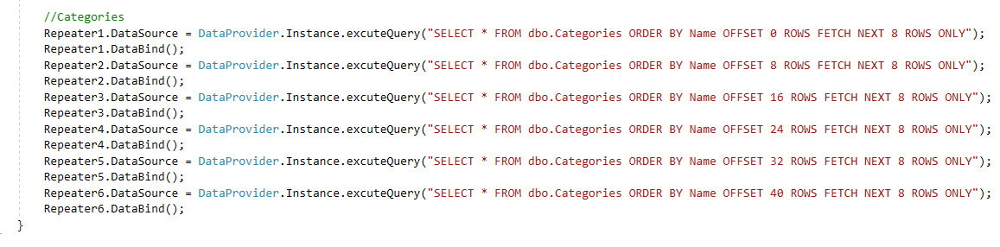 //Categories
Repeater1.DataSource = DataProvider.Instance.excuteQuery("SELECT * FROM dbo.Categories ORDER BY Name OFFSET 0 ROWS FETCH NEXT 8 ROWS ONLY");
Repeater1.DataBind();
Repeater2.DataSource = DataProvider.Instance.excuteQuery("SELECT * FROM dbo.Categories ORDER BY Name OFFSET 8 ROWS FETCH NEXT 8 ROWS ONLY");
Repeater2.DataBind();
Repeater3.DataSource = DataProvider.Instance.excuteQuery("SELECT * FROM dbo.Categories ORDER BY Name OFFSET 16 ROWS FETCH NEXT 8 ROWS ONLY");
Repeater3.DataBind();
Repeater4.DataSource = DataProvider.Instance.excuteQuery("SELECT * FROM dbo.Categories ORDER BY Name OFFSET 24 ROWS FETCH NEXT 8 ROWS ONLY");
Repeater4.DataBind();
Repeater5.DataSource = DataProvider.Instance.excuteQuery("SELECT * FROM dbo.Categories ORDER BY Name OFFSET 32 ROWS FETCH NEXT 8 ROWS ONLY");
Repeater5.DataBind();
Repeater6.DataSource = DataProvider.Instance.excuteQuery("SELECT * FROM dbo.Categories ORDER BY Name OFFSET 40 ROWS FETCH NEXT 8 ROWS ONLY");
Repeater6.DataBind();
}